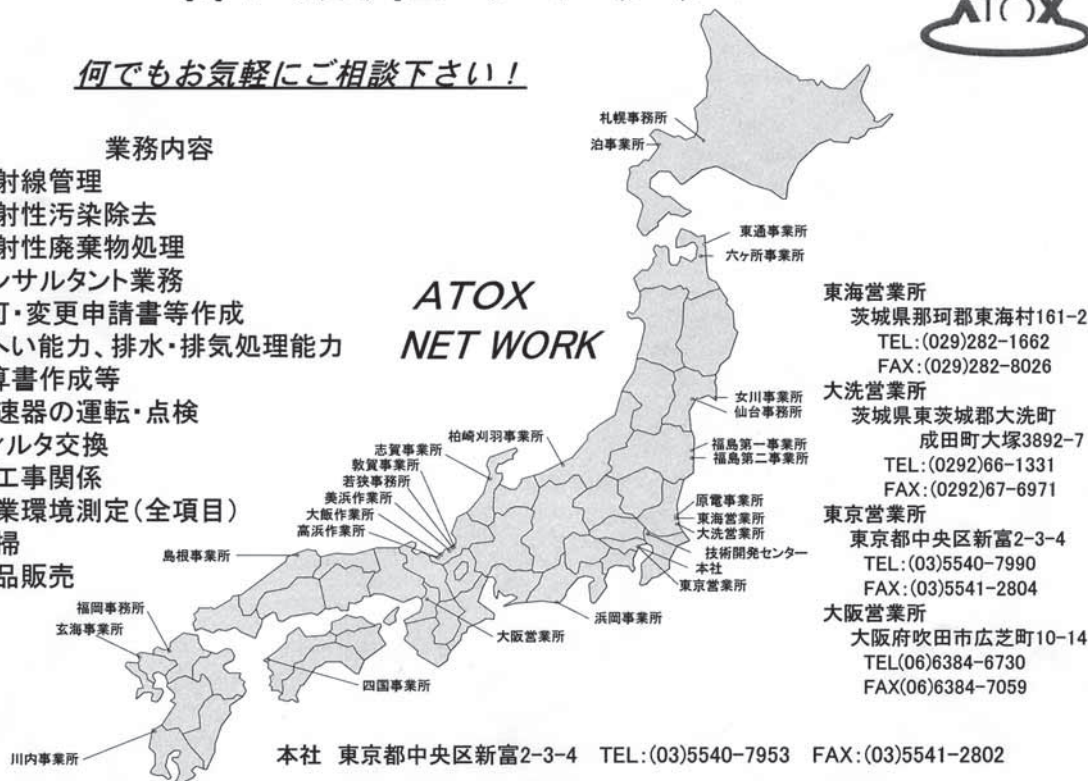 ATOX
何でもお気軽にご相談下さい！
業務内容
射線管理
射性汚染除去
射性廃棄物処理
ンサルタント業務
・変更申請書等作成
へい能力、排水・排気処理能力
算書作成等
速器の運転・点検
ィルタ交換
工事関係
業環境測定(全項目)
掃
品販売
ATOX
NET WORK
札幌事務所
泊事業所
東通事業所
六ヶ所事業所
女川事業所
仙台事務所
福島第一事業所
福島第二事業所
柏崎刈羽事業所
志賀事業所
敦賀事業所
若狭事務所
美浜作業所
大飯作業所
高浜作業所
島根事業所
原電事業所
東海営業所
大洗営業所
技術開発センター
本社
東京営業所
浜岡事業所
大阪営業所
四国事業所
福岡事務所
玄海事業所
川内事業所
東海営業所
茨城県那珂郡東海村161-2
TEL:(029)282-1662
FAX:(029)282-8026
大洗営業所
茨城県東茨城郡大洗町
成田町大塚3892-7
TEL:(0292)66-1331
FAX:(0292)67-6971
東京営業所
東京都中央区新富2-3-4
TEL:(03)5540-7990
FAX:(03)5541-2804
大阪営業所
大阪府吹田市広芝町10-14
TEL(06)6384-6730
FAX(06)6384-7059
本社 東京都中央区新富2-3-4 TEL:(03)5540-7953 FAX:(03)5541-2802